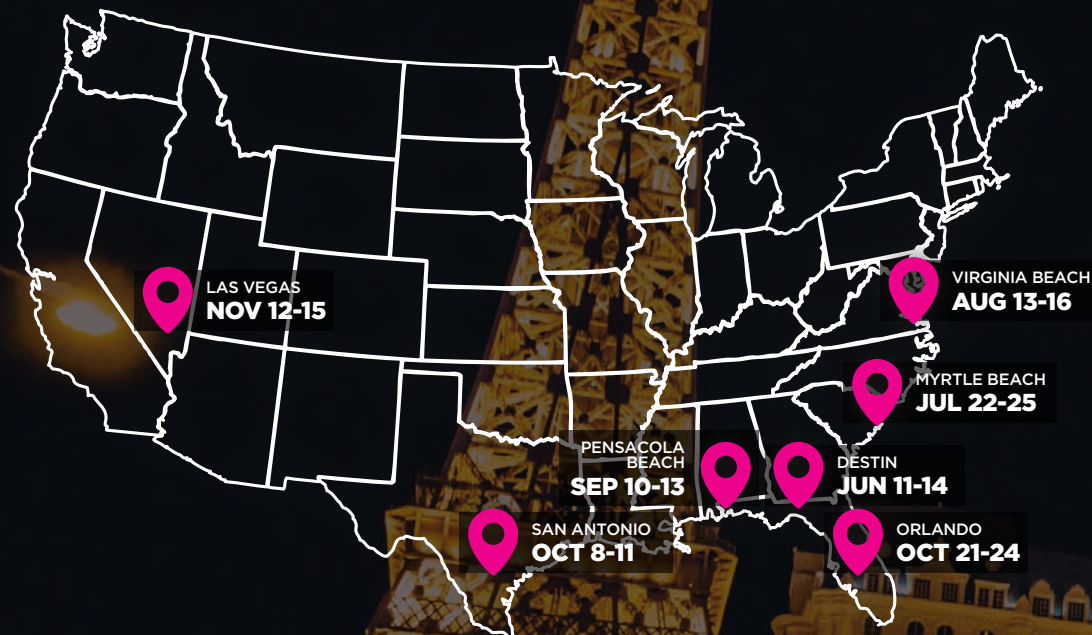 LAS VEGAS
NOV 12-15
VIRGINIA BEACH
AUG 13-16
MYRTLE BEACH
JUL 22-25
PENSACOLA
BEACH
SEP 10-13
DESTIN
JUN 11-14
SAN ANTONIO
OCT 8-11
ORLANDO
OCT 21-24